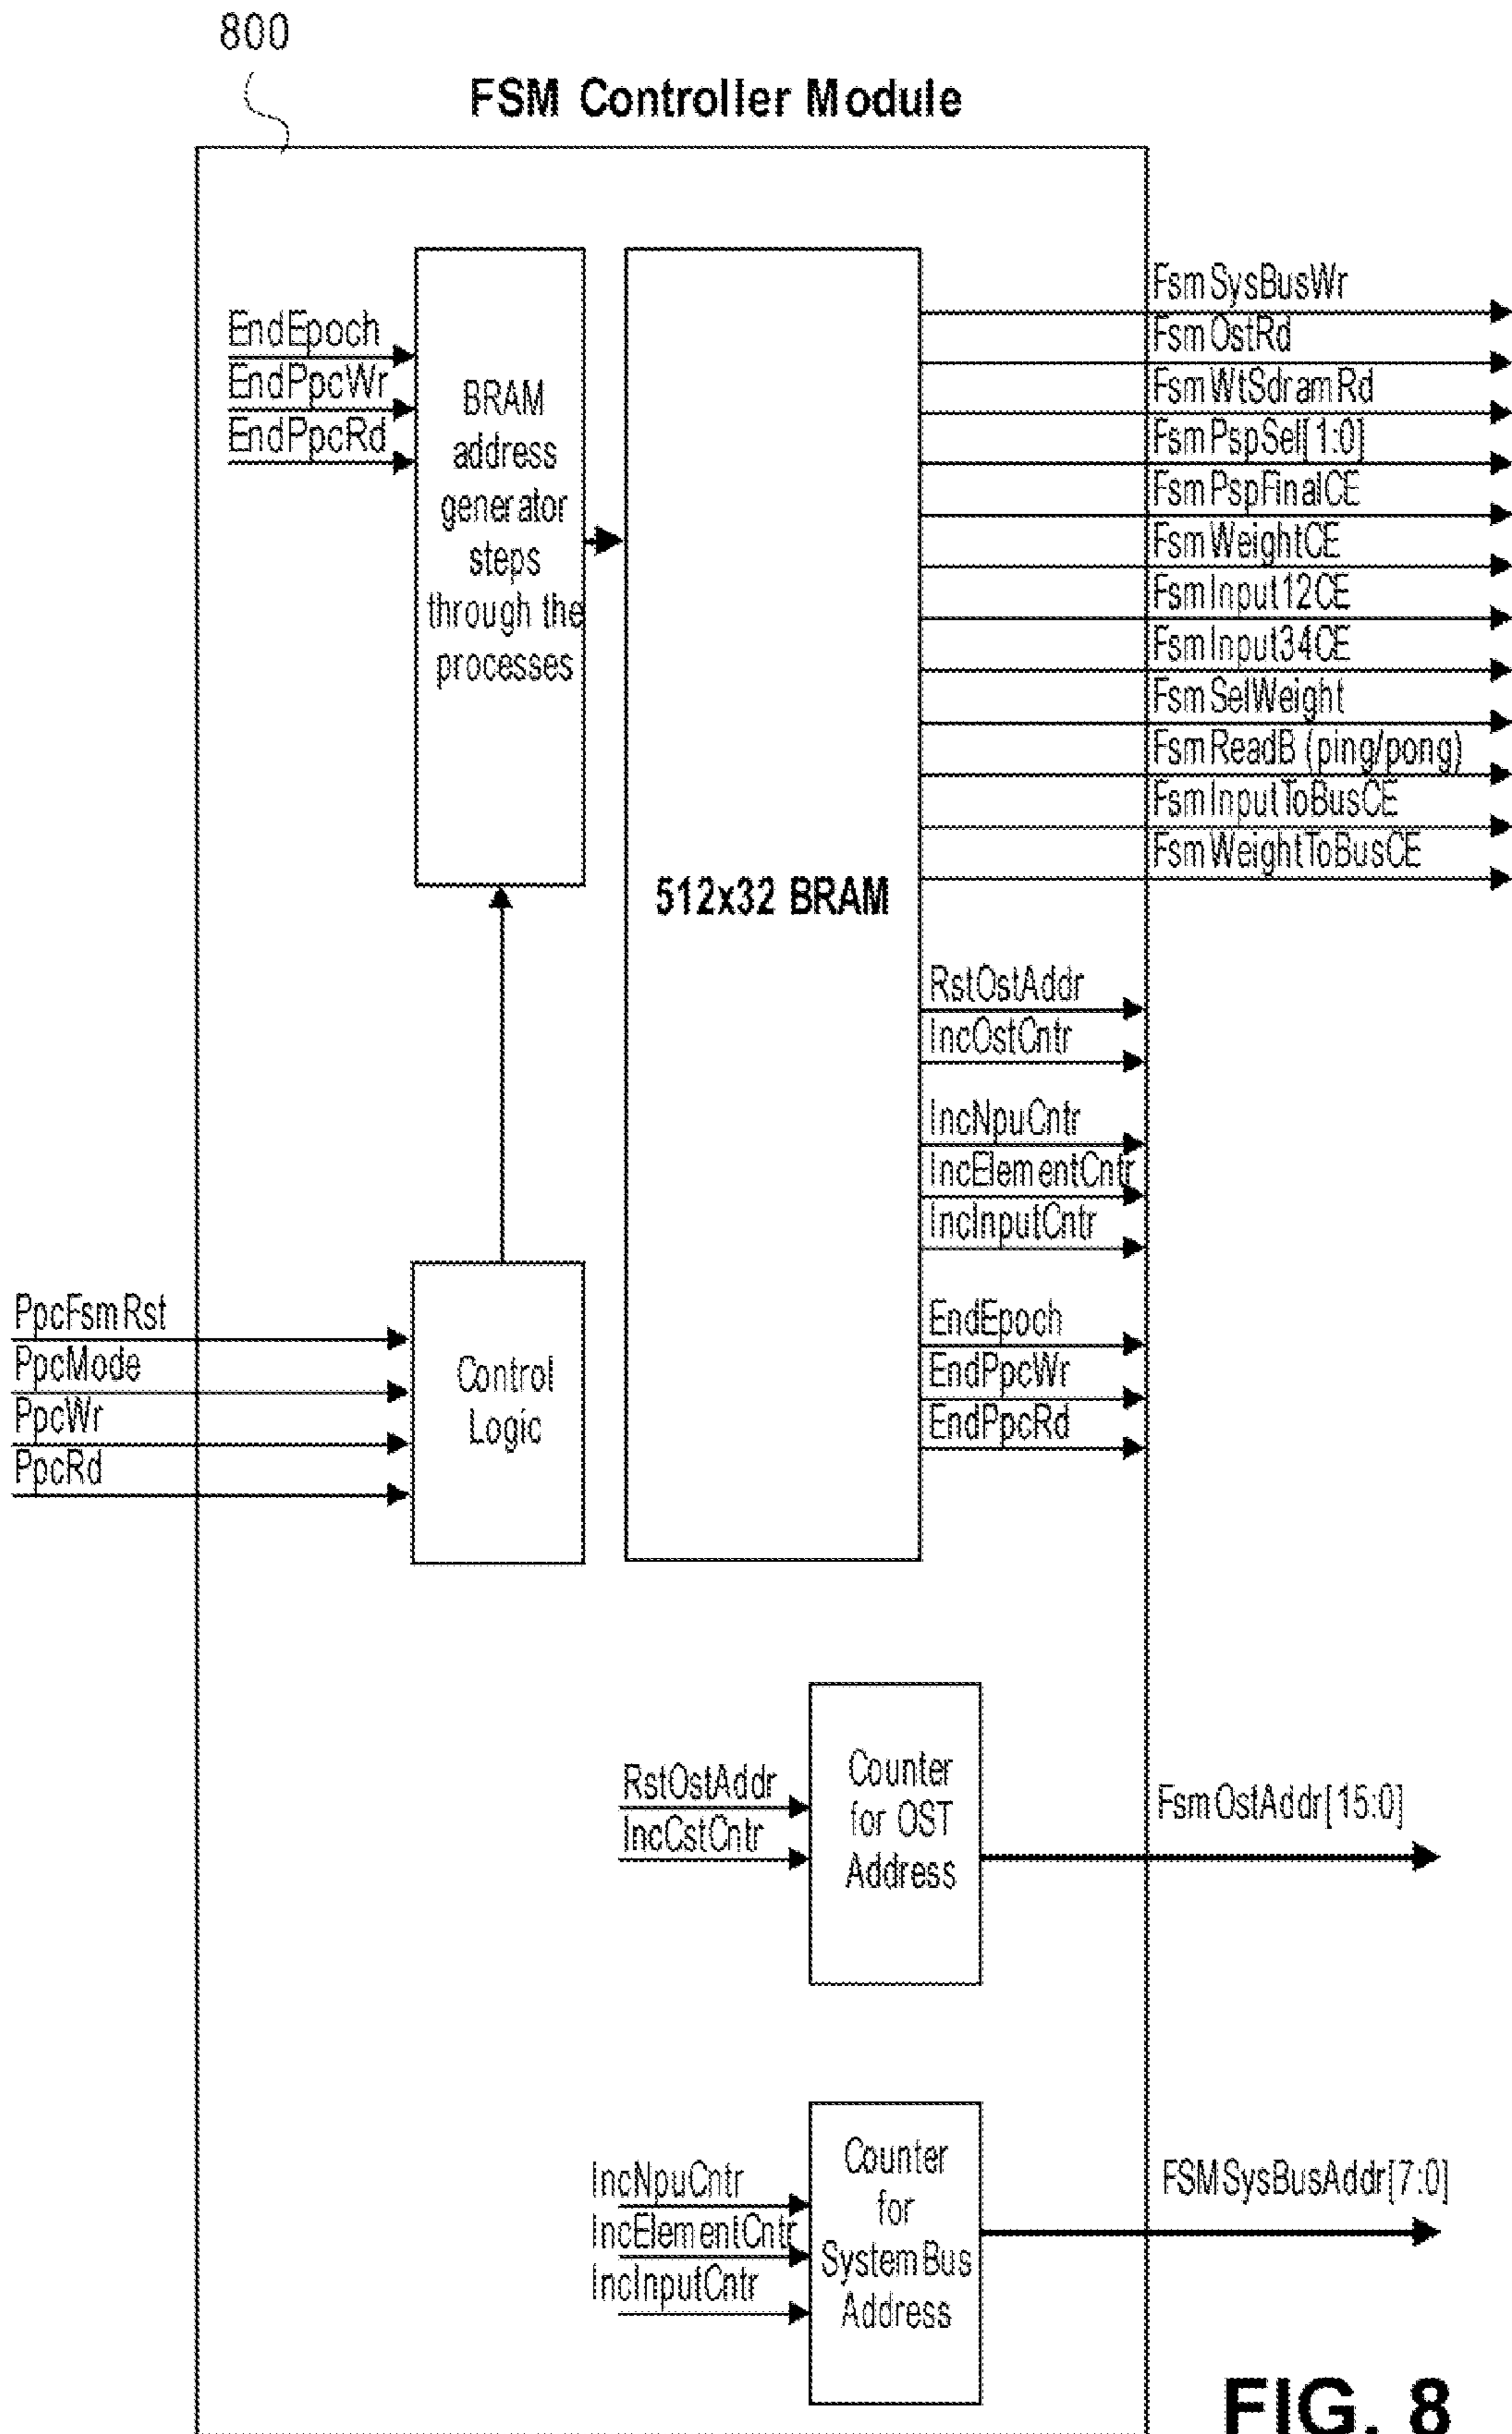 800
FSM Controller Module
EndEpoch
EndPpcWr
EndPpcRd
BRAM
address
generator
steps
through the
processes
512x32 BRAM
FsmSysBusWr
FsmOstRd
FsmWtSdramRd
FsmPspSel[1:0]
FsmPspFinalCE
FsmWeightCE
FsmInput12CE
FsmInput34CE
FsmSelWeight
FsmReadB (ping/pong)
FsmInputToBusCE
FsmWeightToBusCE
RstOstAddr
IncOstCntr
IncNpuCntr
IncElementCntr
IncInputCntr
EndEpoch
EndPpcWr
EndPpcRd
PpcFsmRst
PpcMode
PpcWr
PpcRd
Control
Logic
RstOstAddr
IncCstCntr
Counter
for OST
Address
FsmOstAddr[15:0]
IncNpuCntr
IncElementCntr
IncInputCntr
Counter
for
SystemBus
Address
FSMSysBusAddr[7:0]
FIG. 8